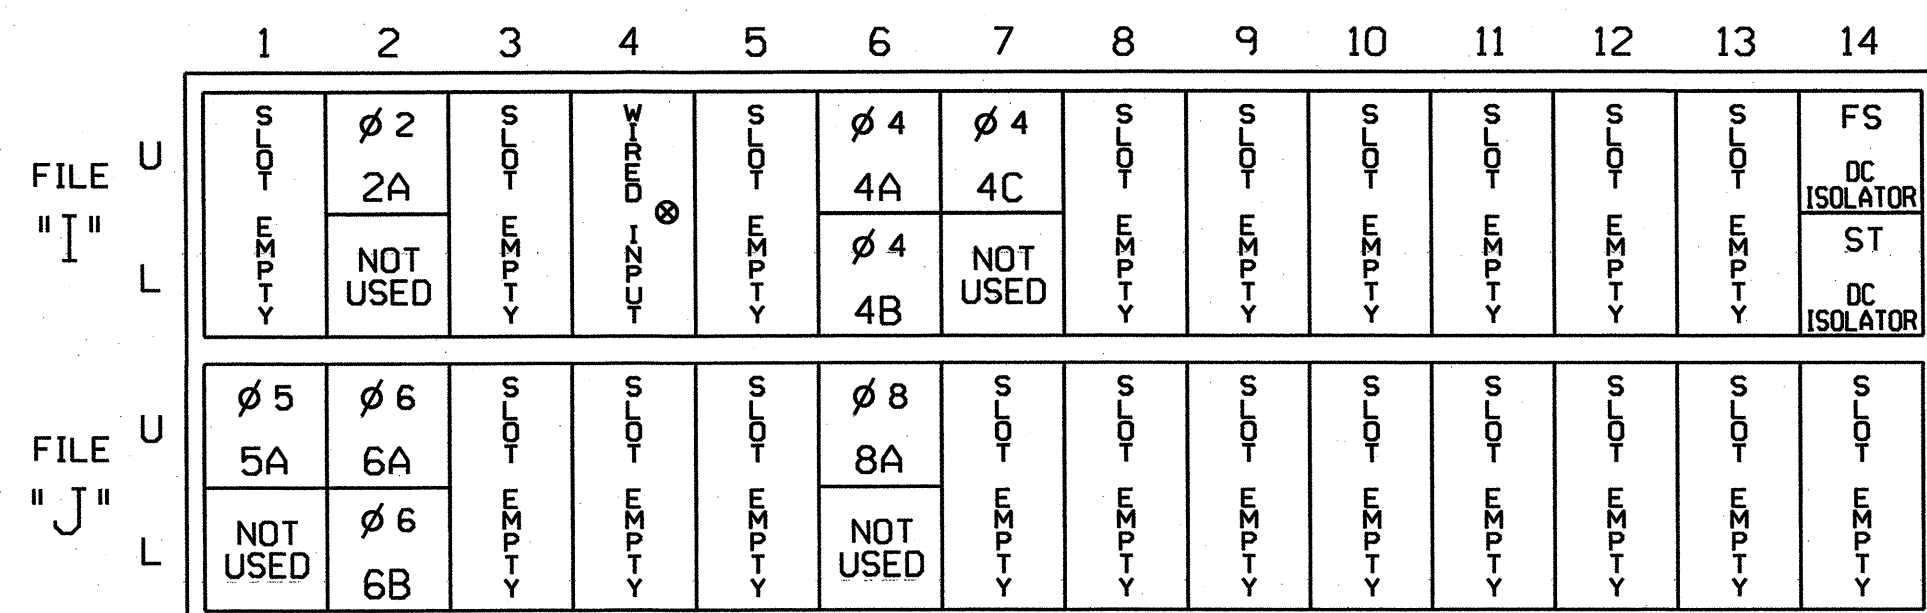 1 2 3 4 5 6 7 8 9 10 11 12 13 14
FILE "I"
U
L
SLOT EMPTY
Ø 2
2A
NOT
USED
SLOT EMPTY
WIRED INPUT
⊗
SLOT EMPTY
Ø 4
4A
Ø 4
4B
Ø 4
4C
NOT
USED
SLOT EMPTY
SLOT EMPTY
SLOT EMPTY
SLOT EMPTY
SLOT EMPTY
SLOT EMPTY
FS
DC
ISOLATOR
ST
DC
ISOLATOR
FILE "J"
U
L
Ø 5
5A
NOT
USED
Ø 6
6A
Ø 6
6B
SLOT EMPTY
SLOT EMPTY
SLOT EMPTY
Ø 8
8A
NOT
USED
SLOT EMPTY
SLOT EMPTY
SLOT EMPTY
SLOT EMPTY
SLOT EMPTY
SLOT EMPTY
SLOT EMPTY
SLOT EMPTY